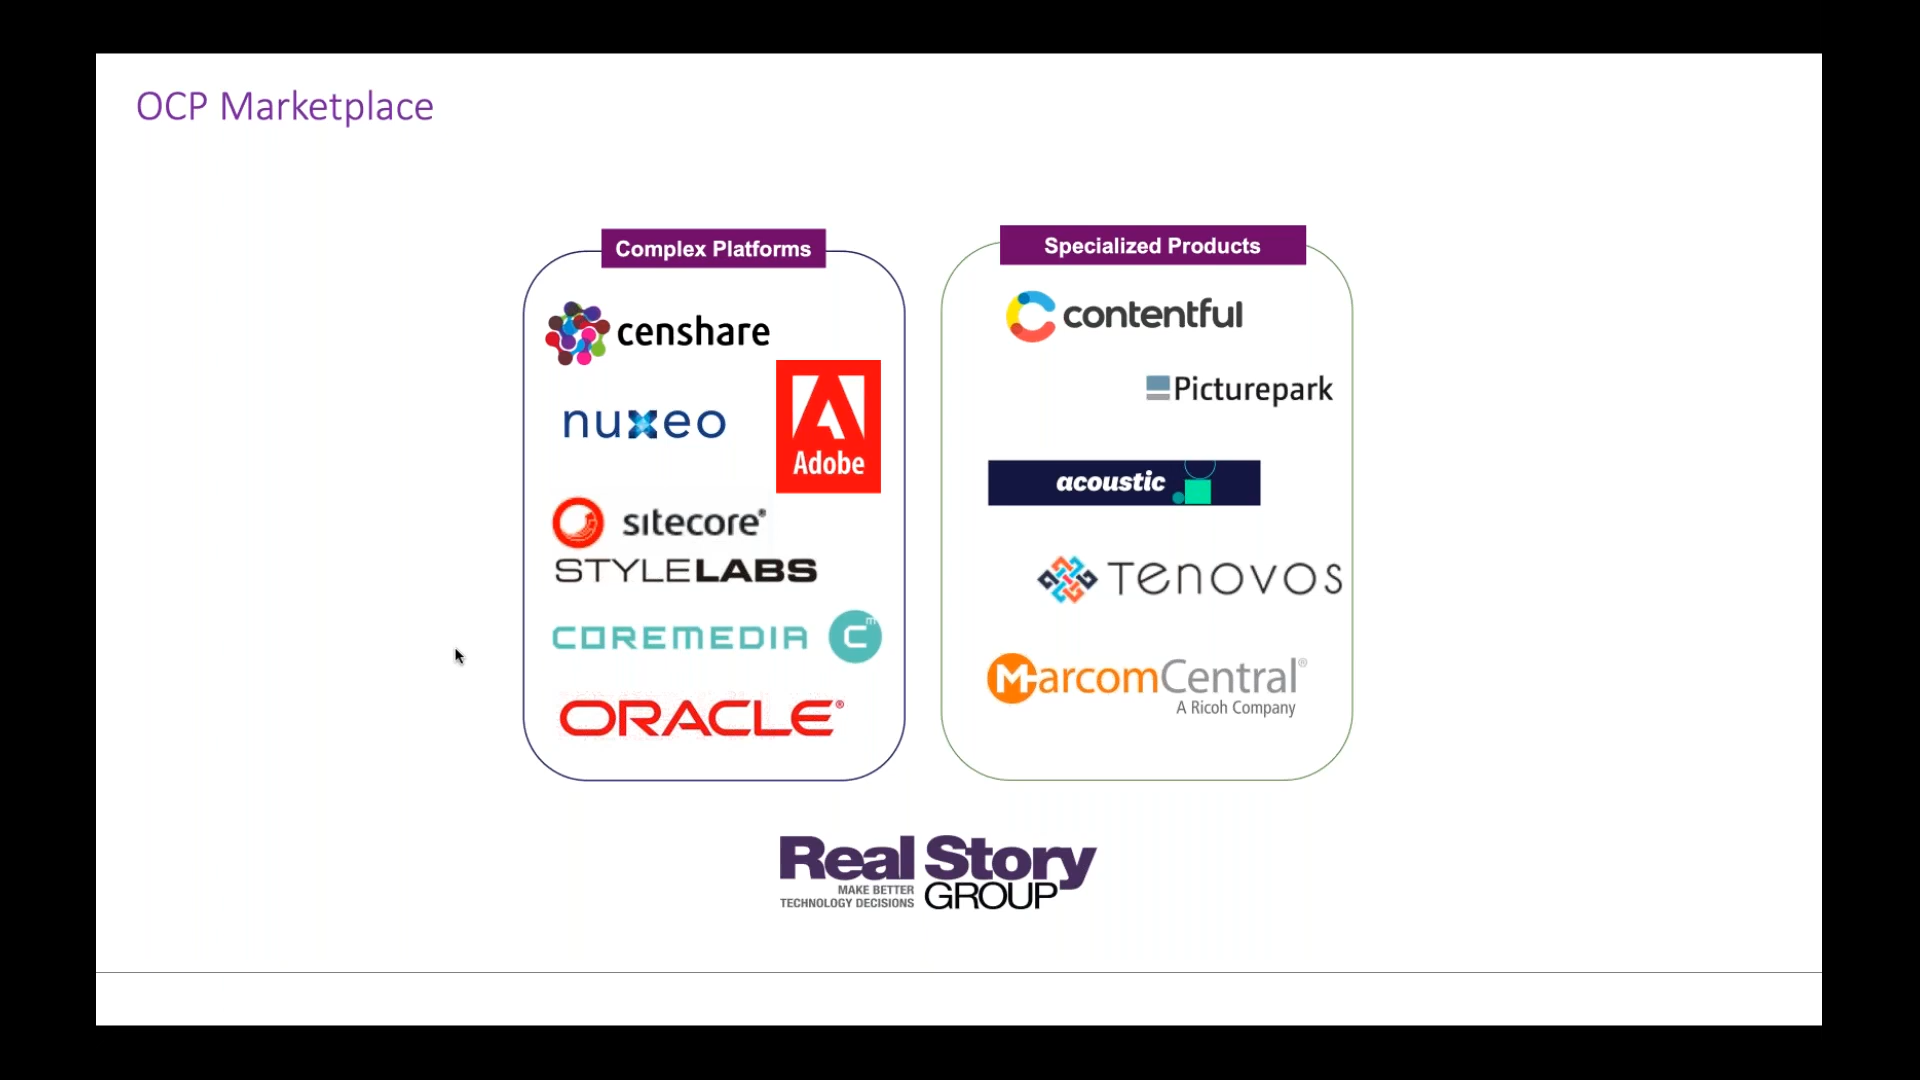 OCP Marketplace
Complex Platforms
censhare
nuxeo
Adobe
sitecore®
STYLELABS
COREMEDIA
Cm
ORACLE®
Specialized Products
contentful
Picturepark
acoustic
TENOVOS
MarcomCentral®
A Ricoh Company
Real Story
MAKE BETTER
TECHNOLOGY DECISIONS
GROUP